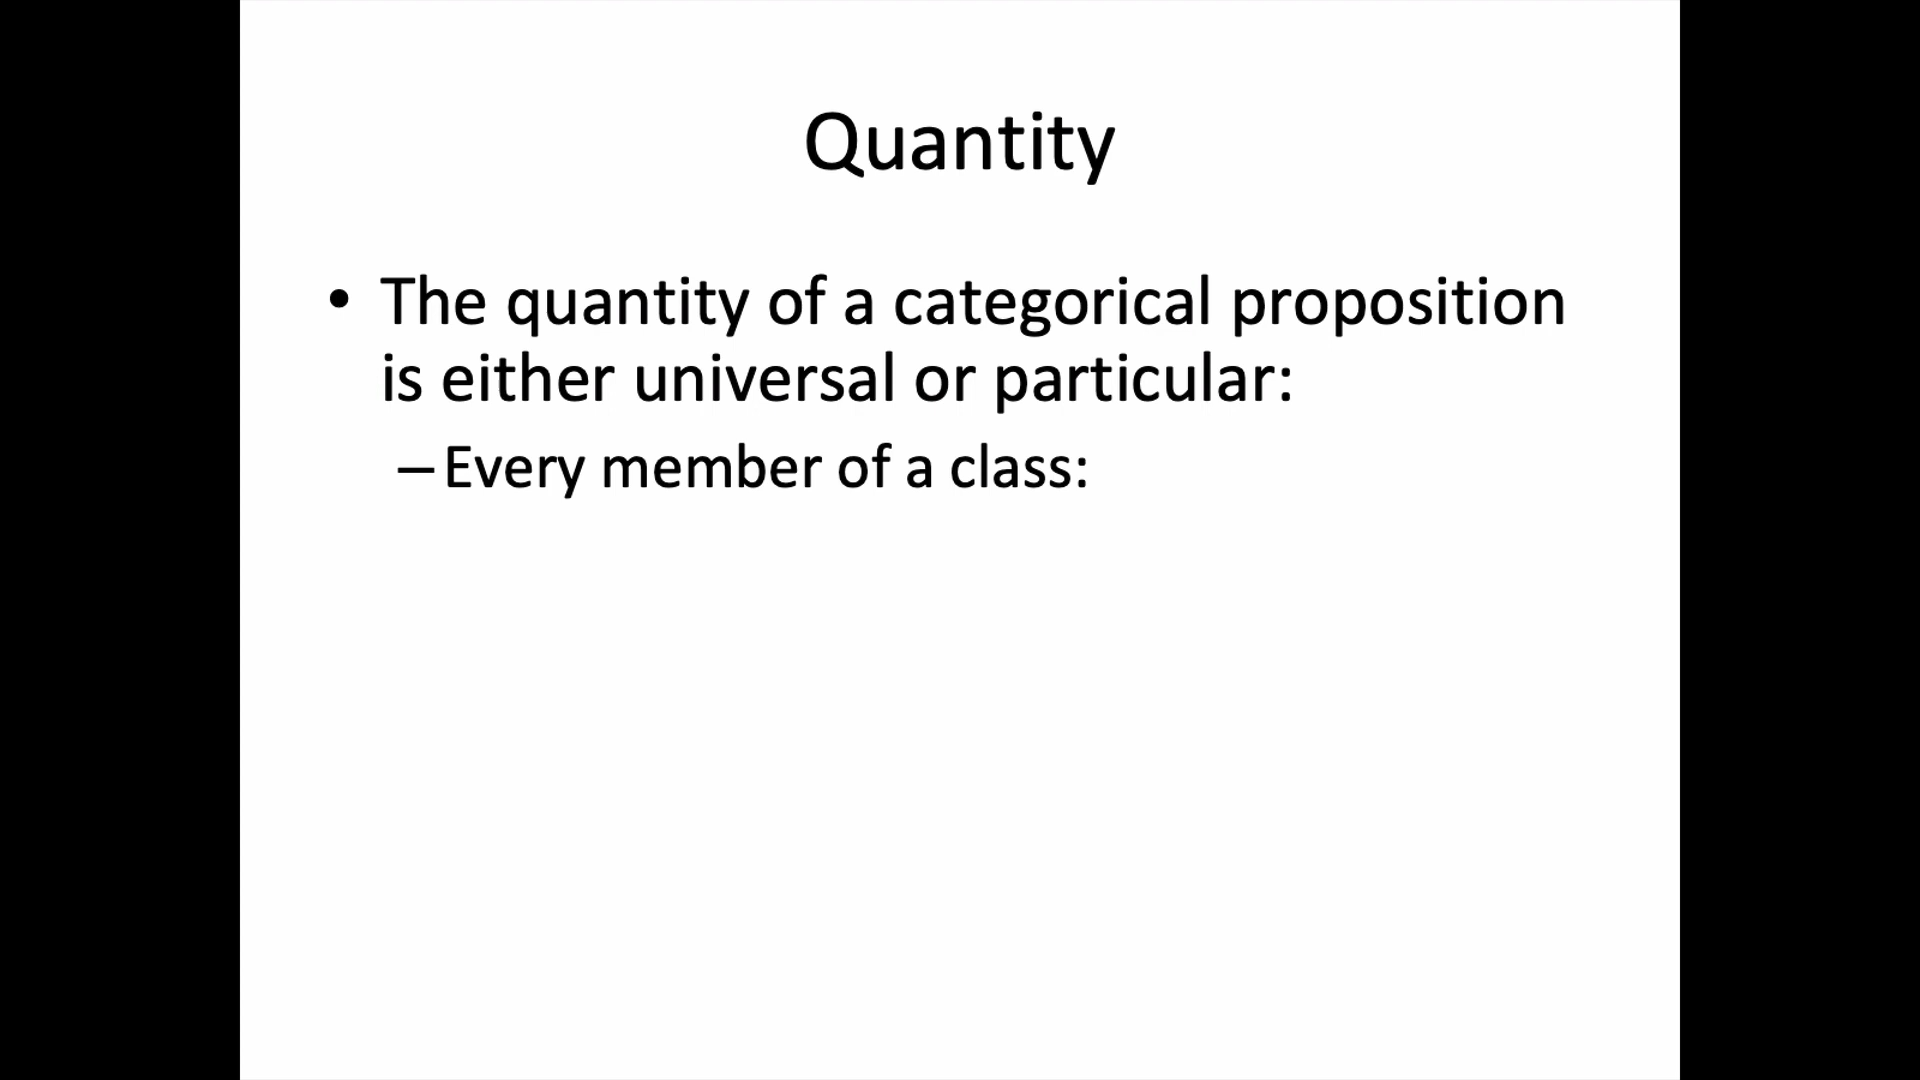 Quantity
• The quantity of a categorical proposition
is either universal or particular:
– Every member of a class: